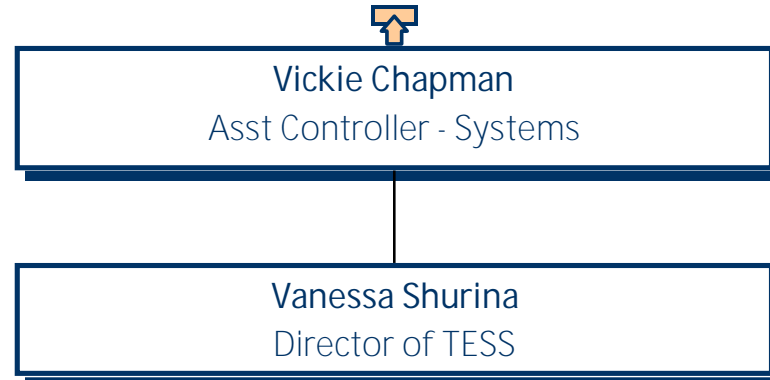 Vickie Chapman
Asst Controller - Systems
Vanessa Shurina
Director of TESS